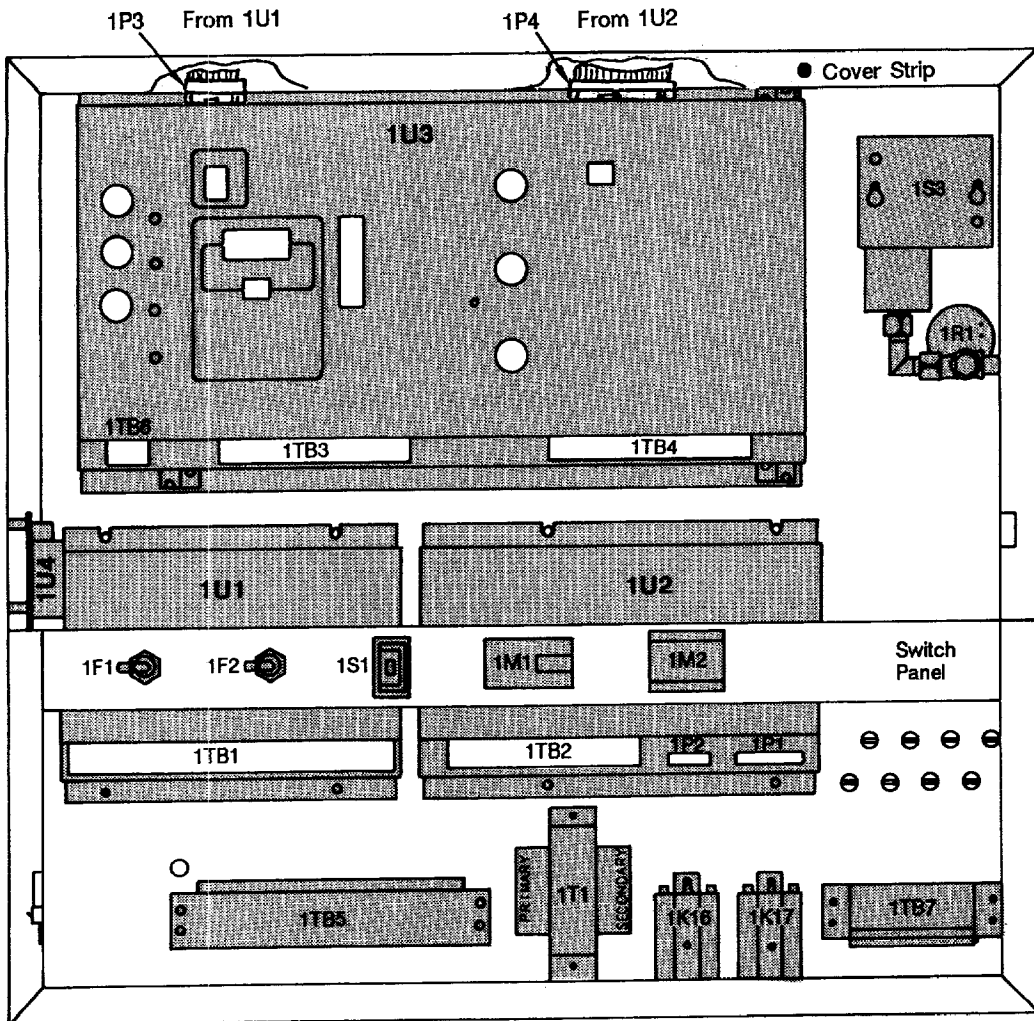 1P3 From 1U1
1P4 From 1U2
Cover Strip
1U3
1S3
1R1
1TB6
1TB3
1TB4
1U4
1U1
1U2
1F1
1F2
1S1
1M1
1M2
Switch
Panel
1TB1
1TB2
1P2
1P1
PRIMARY
1T1
SECONDARY
1TB5
1K16
1K17
1TB7